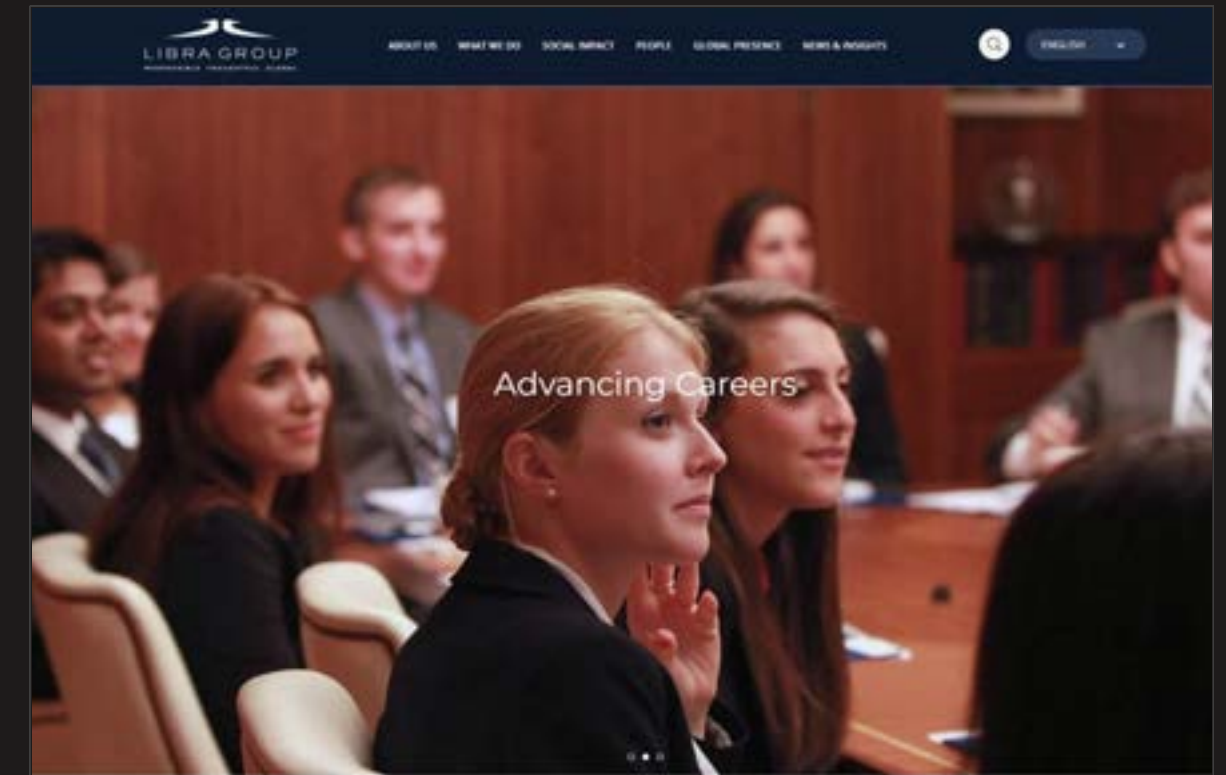 LIBRA GROUP
ABOUT US WHAT WE DO SOCIAL IMPACT PEOPLE GLOBAL PRESENCE NEWS & INSIGHTS
ENGLISH
Advancing Careers